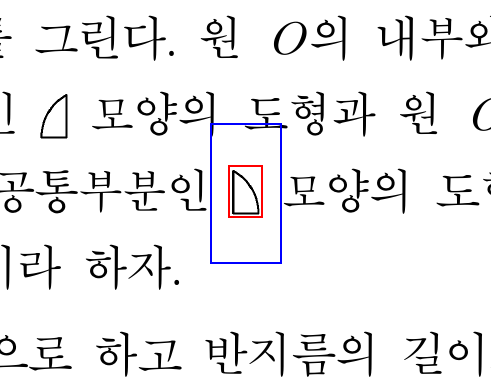 그린다. 원 O의 내부와
인 모양의 도형과 원 O
공통부분인 모양의 도형
이라 하자.
으로 하고 반지름의 길이